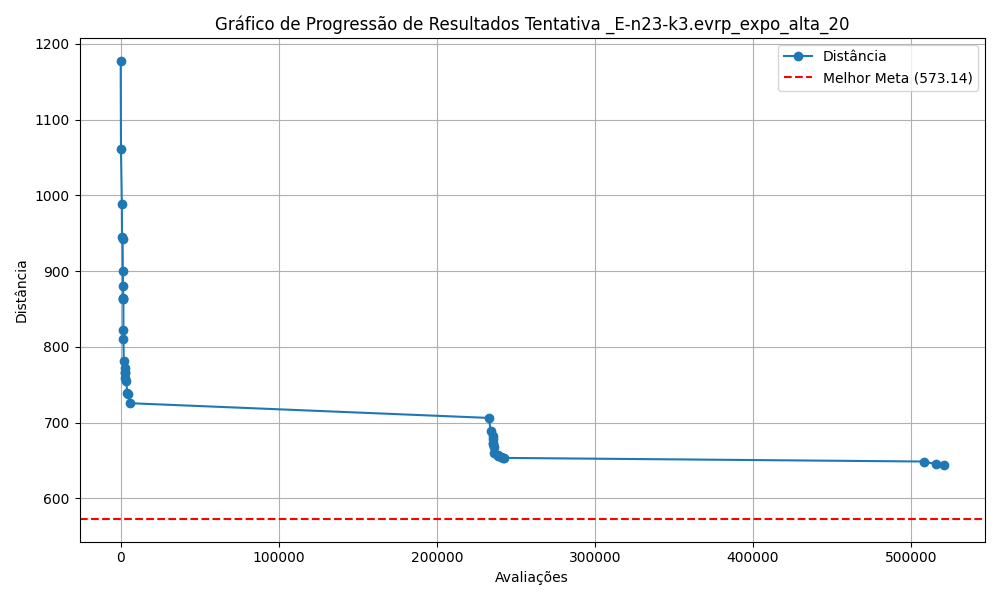 Gráfico de Progressão de Resultados Tentativa _E-n23-k3.evrp_expo_alta_20
1200
1100
1000
900
800
700
600
Distância
Distância
Melhor Meta (573.14)
0
100000
200000
300000
400000
500000
Avaliações